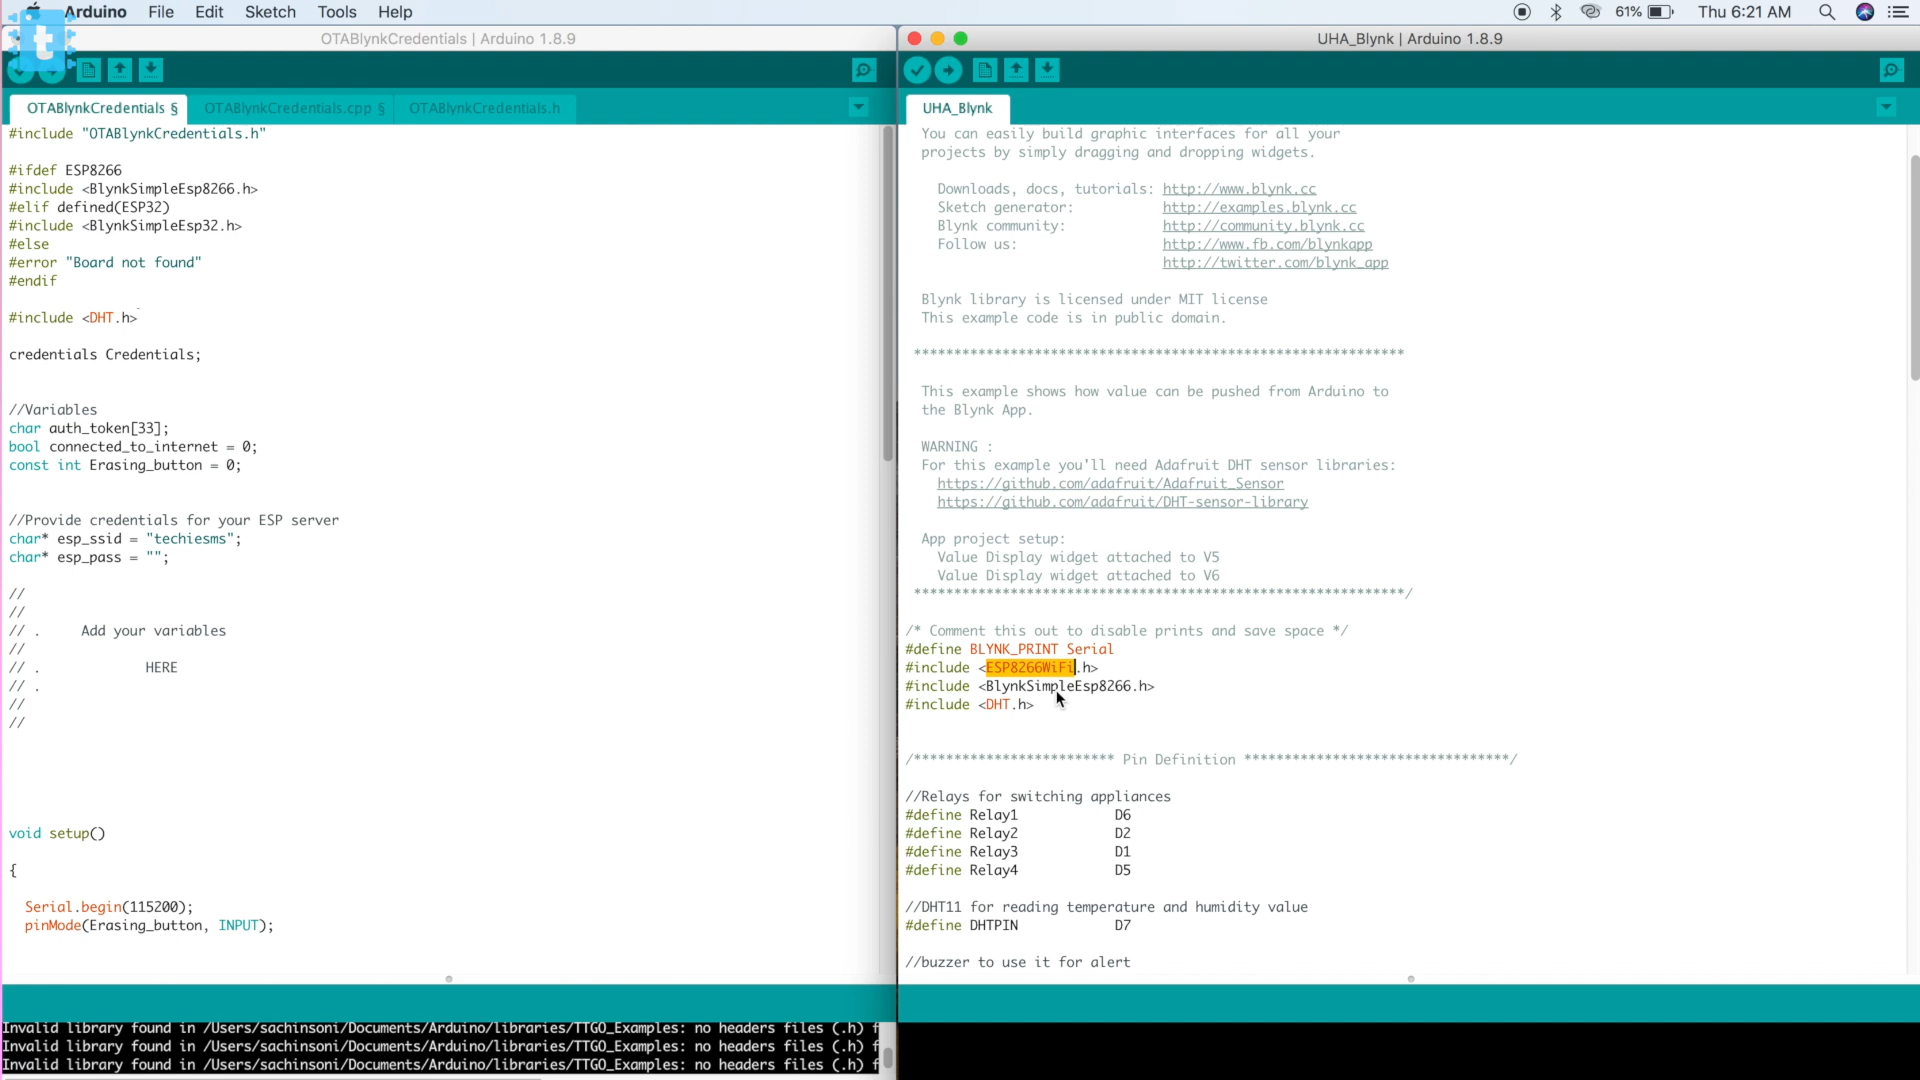 Arduino File Edit Sketch Tools Help 61% Thu 6:21 AM
t
OTABlynkCredentials | Arduino 1.8.9
OTABlynkCredentials § OTABlynkCredentials.cpp § OTABlynkCredentials.h
#include "OTABlynkCredentials.h"
#ifdef ESP8266
#include <BlynkSimpleEsp8266.h>
#elif defined(ESP32)
#include <BlynkSimpleEsp32.h>
#else
#error "Board not found"
#endif
#include <DHT.h>
credentials Credentials;
//Variables
char auth_token[33];
bool connected_to_internet = 0;
const int Erasing_button = 0;
//Provide credentials for your ESP server
char* esp_ssid = "techiesms";
char* esp_pass = "";
//
//
// . Add your variables
//
// . HERE
// .
//
//
void setup()
{
Serial.begin(115200);
pinMode(Erasing_button, INPUT);
Invalid library found in /Users/sachinsoni/Documents/Arduino/libraries/TTGO_Examples: no headers files (.h) f
Invalid library found in /Users/sachinsoni/Documents/Arduino/libraries/TTGO_Examples: no headers files (.h) f
Invalid library found in /Users/sachinsoni/Documents/Arduino/libraries/TTGO_Examples: no headers files (.h) f
UHA_Blynk | Arduino 1.8.9
UHA_Blynk
You can easily build graphic interfaces for all your
projects by simply dragging and dropping widgets.
Downloads, docs, tutorials: http://www.blynk.cc
Sketch generator: http://examples.blynk.cc
Blynk community: http://community.blynk.cc
Follow us: http://www.fb.com/blynkapp
http://twitter.com/blynk_app
Blynk library is licensed under MIT license
This example code is in public domain.
*************************************************************
This example shows how value can be pushed from Arduino to
the Blynk App.
WARNING :
For this example you'll need Adafruit DHT sensor libraries:
https://github.com/adafruit/Adafruit_Sensor
https://github.com/adafruit/DHT-sensor-library
App project setup:
Value Display widget attached to V5
Value Display widget attached to V6
*************************************************************/
/* Comment this out to disable prints and save space */
#define BLYNK_PRINT Serial
#include <ESP8266WiFi.h>
#include <BlynkSimpleEsp8266.h>
#include <DHT.h>
/************************* Pin Definition *********************************/
//Relays for switching appliances
#define Relay1 D6
#define Relay2 D2
#define Relay3 D1
#define Relay4 D5
//DHT11 for reading temperature and humidity value
#define DHTPIN D7
//buzzer to use it for alert